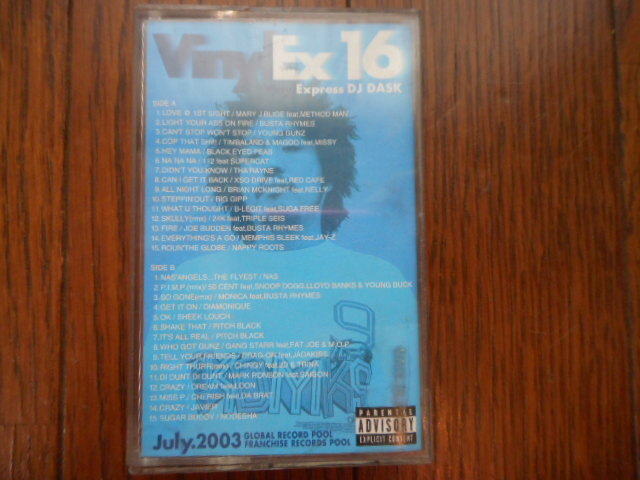 Vinyl Ex 16
Express DJ DASK
SIDE A
1. LOVE @ 1ST SIGHT / MARY J BLIGE feat,METHOD MAN
2. LIGHT YOUR ASS ON FIRE / BUSTA RHYMES
3. CAN'T STOP WON'T STOP / YOUNG GUNZ
4. COP THAT SHI#! / TIMBALAND & MAGOO feat,MISSY
5. HEY MAMA / BLACK EYED PEAS
6. NA NA NA / 112 feat SUPERCAT
7. DIDN'T YOU KNOW / THA RAYNE
8. CAN I GET IT BACK / XSO DRIVE feat,RED CAFE
9. ALL NIGHT LONG / BRIAN MCKNIGHT feat,NELLY
10. STEPPIN OUT / BIG GIPP
11. WHAT U THOUGHT / B-LEGIT feat,SUGA FREE
12. SKULLY(rmx) / 24K feat,TRIPLE SEIS
13. FIRE / JOE BUDDEN feat,BUSTA RHYMES
14. EVERYTHING'S A GO / MEMPHIS BLEEK feat,JAY-Z
15. ROUN'THE GLOBE / NAPPY ROOTS
SIDE B
1. NAS'ANGELS...THE FLYEST / NAS
2. P.I.M.P.(rmx)/ 50 CENT feat,SNOOP DOGG,LLOYD BANKS & YOUNG BUCK
3. SO GONE(rmx) / MONICA feat,BUSTA RHYMES
4. GET IT ON / DIAMONIQUE
5. OK / SHEEK LOUCH
6. SHAKE THAT / PITCH BLACK
7. IT'S ALL REAL / PITCH BLACK
8. WHO GOT GUNZ / GANG STARR feat,FAT JOE & M.O.P.
9. TELL YOUR FRIENDS / DRAG-ON feat,JADAKISS
10. RIGHT THURR(rmx) / CHINGY feat,JD & TRINA
11. DI DUNT DI DUNT / MARK RONSON feat,SAIGON
12. CRAZY / DREAM feat,LOON
13. MISS P. / CHERISH feat,DA BRAT
14. CRAZY / JAVIER
15. SUGAR BUDDY / NODESHA
July.2003 GLOBAL RECORD POOL
FRANCHISE RECORDS POOL
PARENTAL
ADVISORY
EXPLICIT CONTENT